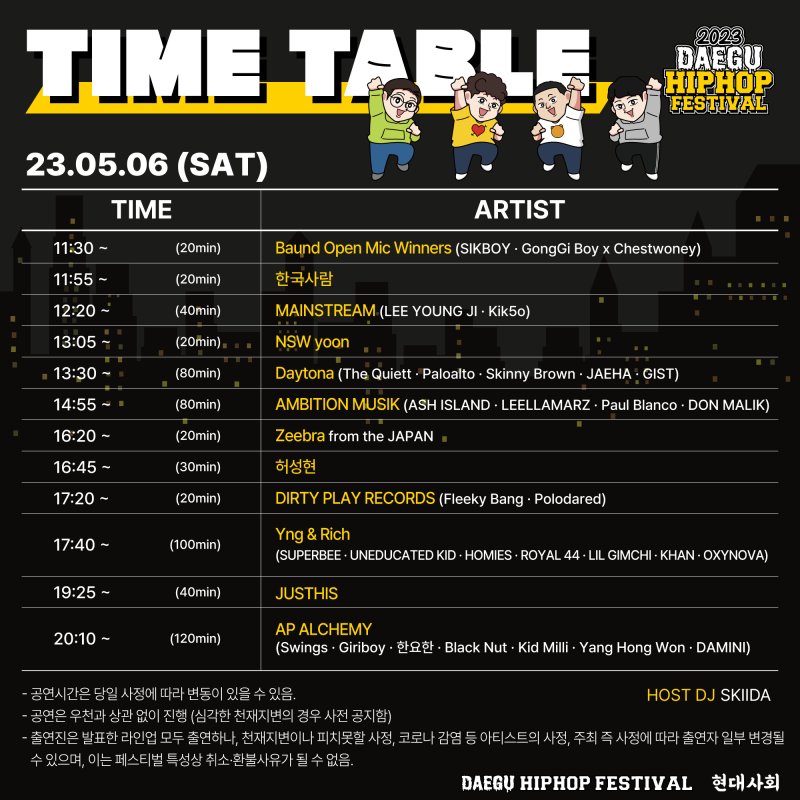 TIME TABLE
2023
DAEGU
HIPHOP
FESTIVAL
23.05.06 (SAT)
TIME ARTIST
11:30 ~ (20min) Baund Open Mic Winners (SIKBOY · GongGi Boy x Chestwoney)
11:55 ~ (20min) 한국사람
12:20 ~ (40min) MAINSTREAM (LEE YOUNG JI · Kik5o)
13:05 ~ (20min) NSW yoon
13:30 ~ (80min) Daytona (The Quiett · Paloalto · Skinny Brown · JAEHA · GIST)
14:55 ~ (80min) AMBITION MUSIK (ASH ISLAND · LEELLAMARZ · Paul Blanco · DON MALIK)
16:20 ~ (20min) Zeebra from the JAPAN
16:45 ~ (30min) 허성현
17:20 ~ (20min) DIRTY PLAY RECORDS (Fleeky Bang · Polodared)
17:40 ~ (100min) Yng & Rich
(SUPERBEE · UNEDUCATED KID · HOMIES · ROYAL 44 · LIL GIMCHI · KHAN · OXYNOVA)
19:25 ~ (40min) JUSTHIS
20:10 ~ (120min) AP ALCHEMY
(Swings · Giriboy · 한요한 · Black Nut · Kid Milli · Yang Hong Won · DAMINI)
- 공연시간은 당일 사정에 따라 변동이 있을 수 있음.
HOST DJ SKIIDA
- 공연은 우천과 상관 없이 진행 (심각한 천재지변의 경우 사전 공지함)
- 출연진은 발표한 라인업 모두 출연하나, 천재지변이나 피치못할 사정, 코로나 감염 등 아티스트의 사정, 주최 측 사정에 따라 출연자 일부 변경될
수 있으며, 이는 페스티벌 특성상 취소·환불사유가 될 수 없음.
DAEGU HIPHOP FESTIVAL 현대사회